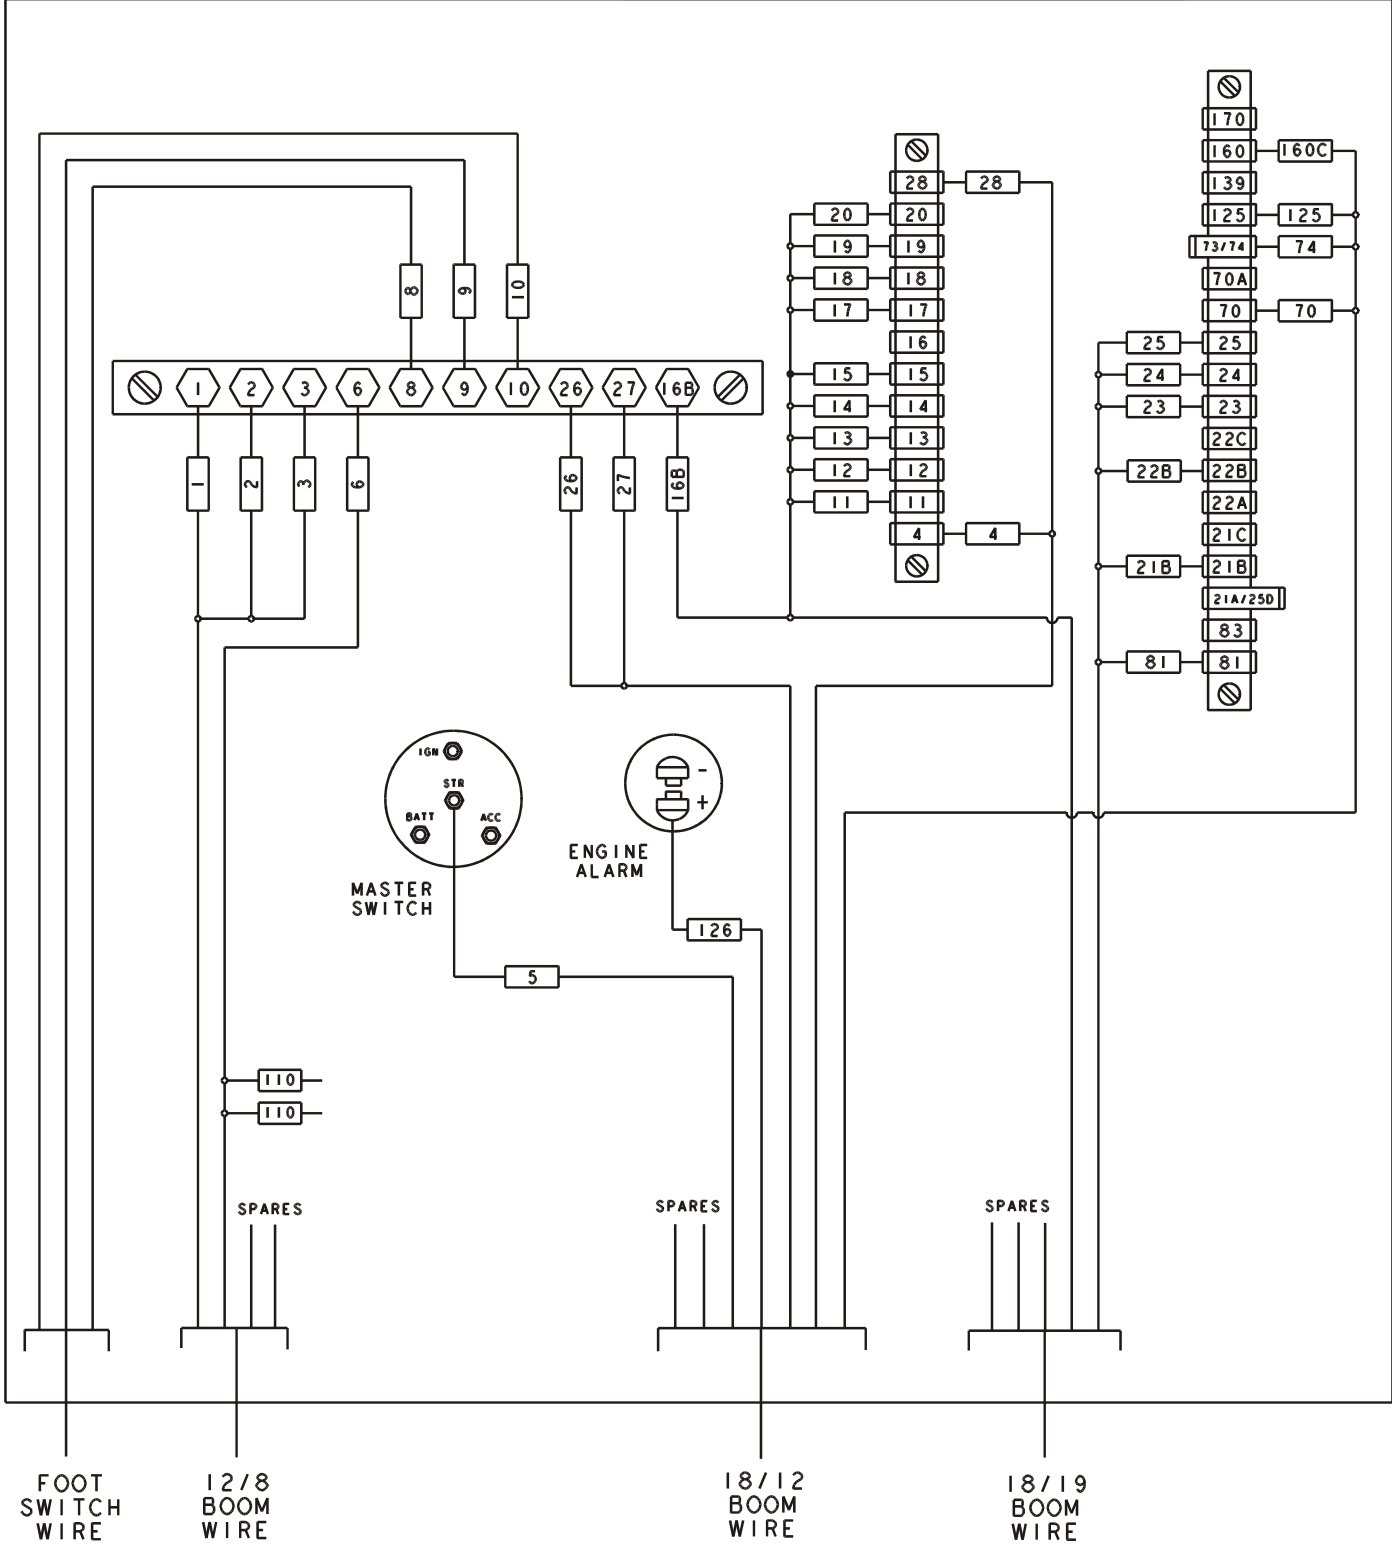 170
160 160C
139
125 125
73/74 74
70A
70 70
25 25
24 24
23 23
22C
22B 22B
22A
21C
21B 21B
21A/25D
83
81 81
28 28
20 20
19 19
18 18
17 17
16
15 15
14 14
13 13
12 12
11 11
4 4
8 9 10
1 2 3 6 8 9 10 26 27 16B
1 2 3 6 26 27 16B
IGN
STR
BATT ACC
MASTER
SWITCH
-
+
ENGINE
ALARM
126
5
110
110
SPARES
SPARES
SPARES
FOOT
SWITCH
WIRE
12/8
BOOM
WIRE
18/12
BOOM
WIRE
18/19
BOOM
WIRE